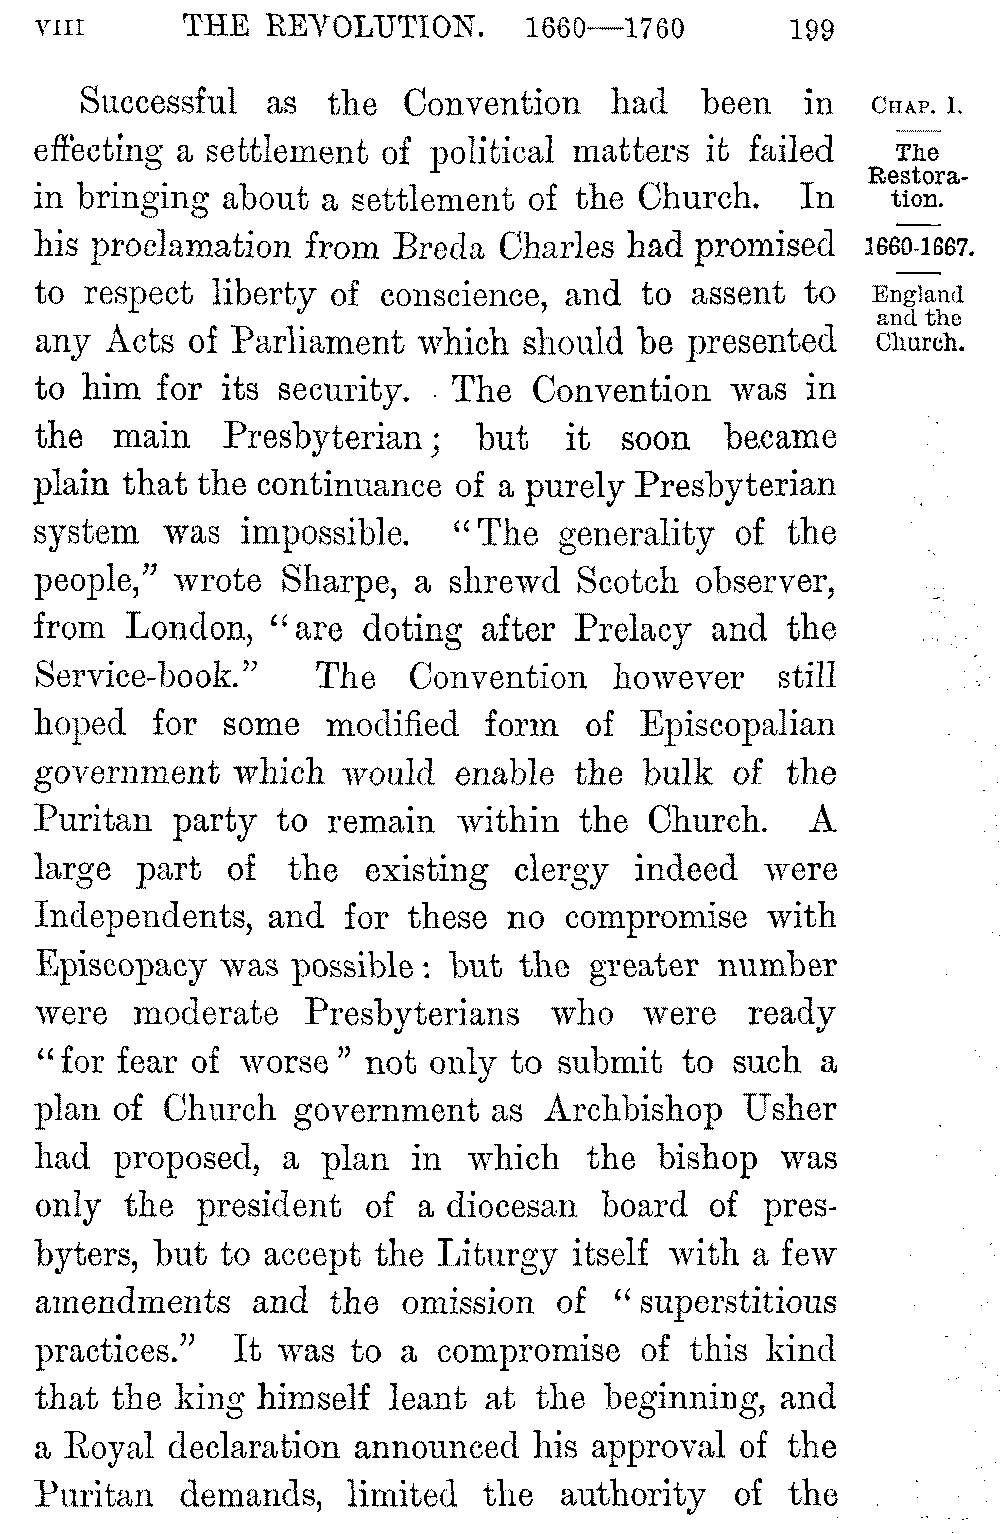 VIII THE REVOLUTION. 1660—1760 199
Successful as the Convention had been in
effecting a settlement of political matters it failed
in bringing about a settlement of the Church. In
his proclamation from Breda Charles had promised
to respect liberty of conscience, and to assent to
any Acts of Parliament which should be presented
to him for its security. The Convention was in
the main Presbyterian; but it soon became
plain that the continuance of a purely Presbyterian
system was impossible. “The generality of the
people,” wrote Sharpe, a shrewd Scotch observer,
from London, “are doting after Prelacy and the
Service-book.” The Convention however still
hoped for some modified form of Episcopalian
government which would enable the bulk of the
Puritan party to remain within the Church. A
large part of the existing clergy indeed were
Independents, and for these no compromise with
Episcopacy was possible: but the greater number
were moderate Presbyterians who were ready
“for fear of worse” not only to submit to such a
plan of Church government as Archbishop Usher
had proposed, a plan in which the bishop was
only the president of a diocesan board of pres-
byters, but to accept the Liturgy itself with a few
amendments and the omission of “superstitious
practices.” It was to a compromise of this kind
that the king himself leant at the beginning, and
a Royal declaration announced his approval of the
Puritan demands, limited the authority of the
CHAP. I.
The
Restora-
tion.
1660-1667.
England
and the
Church.